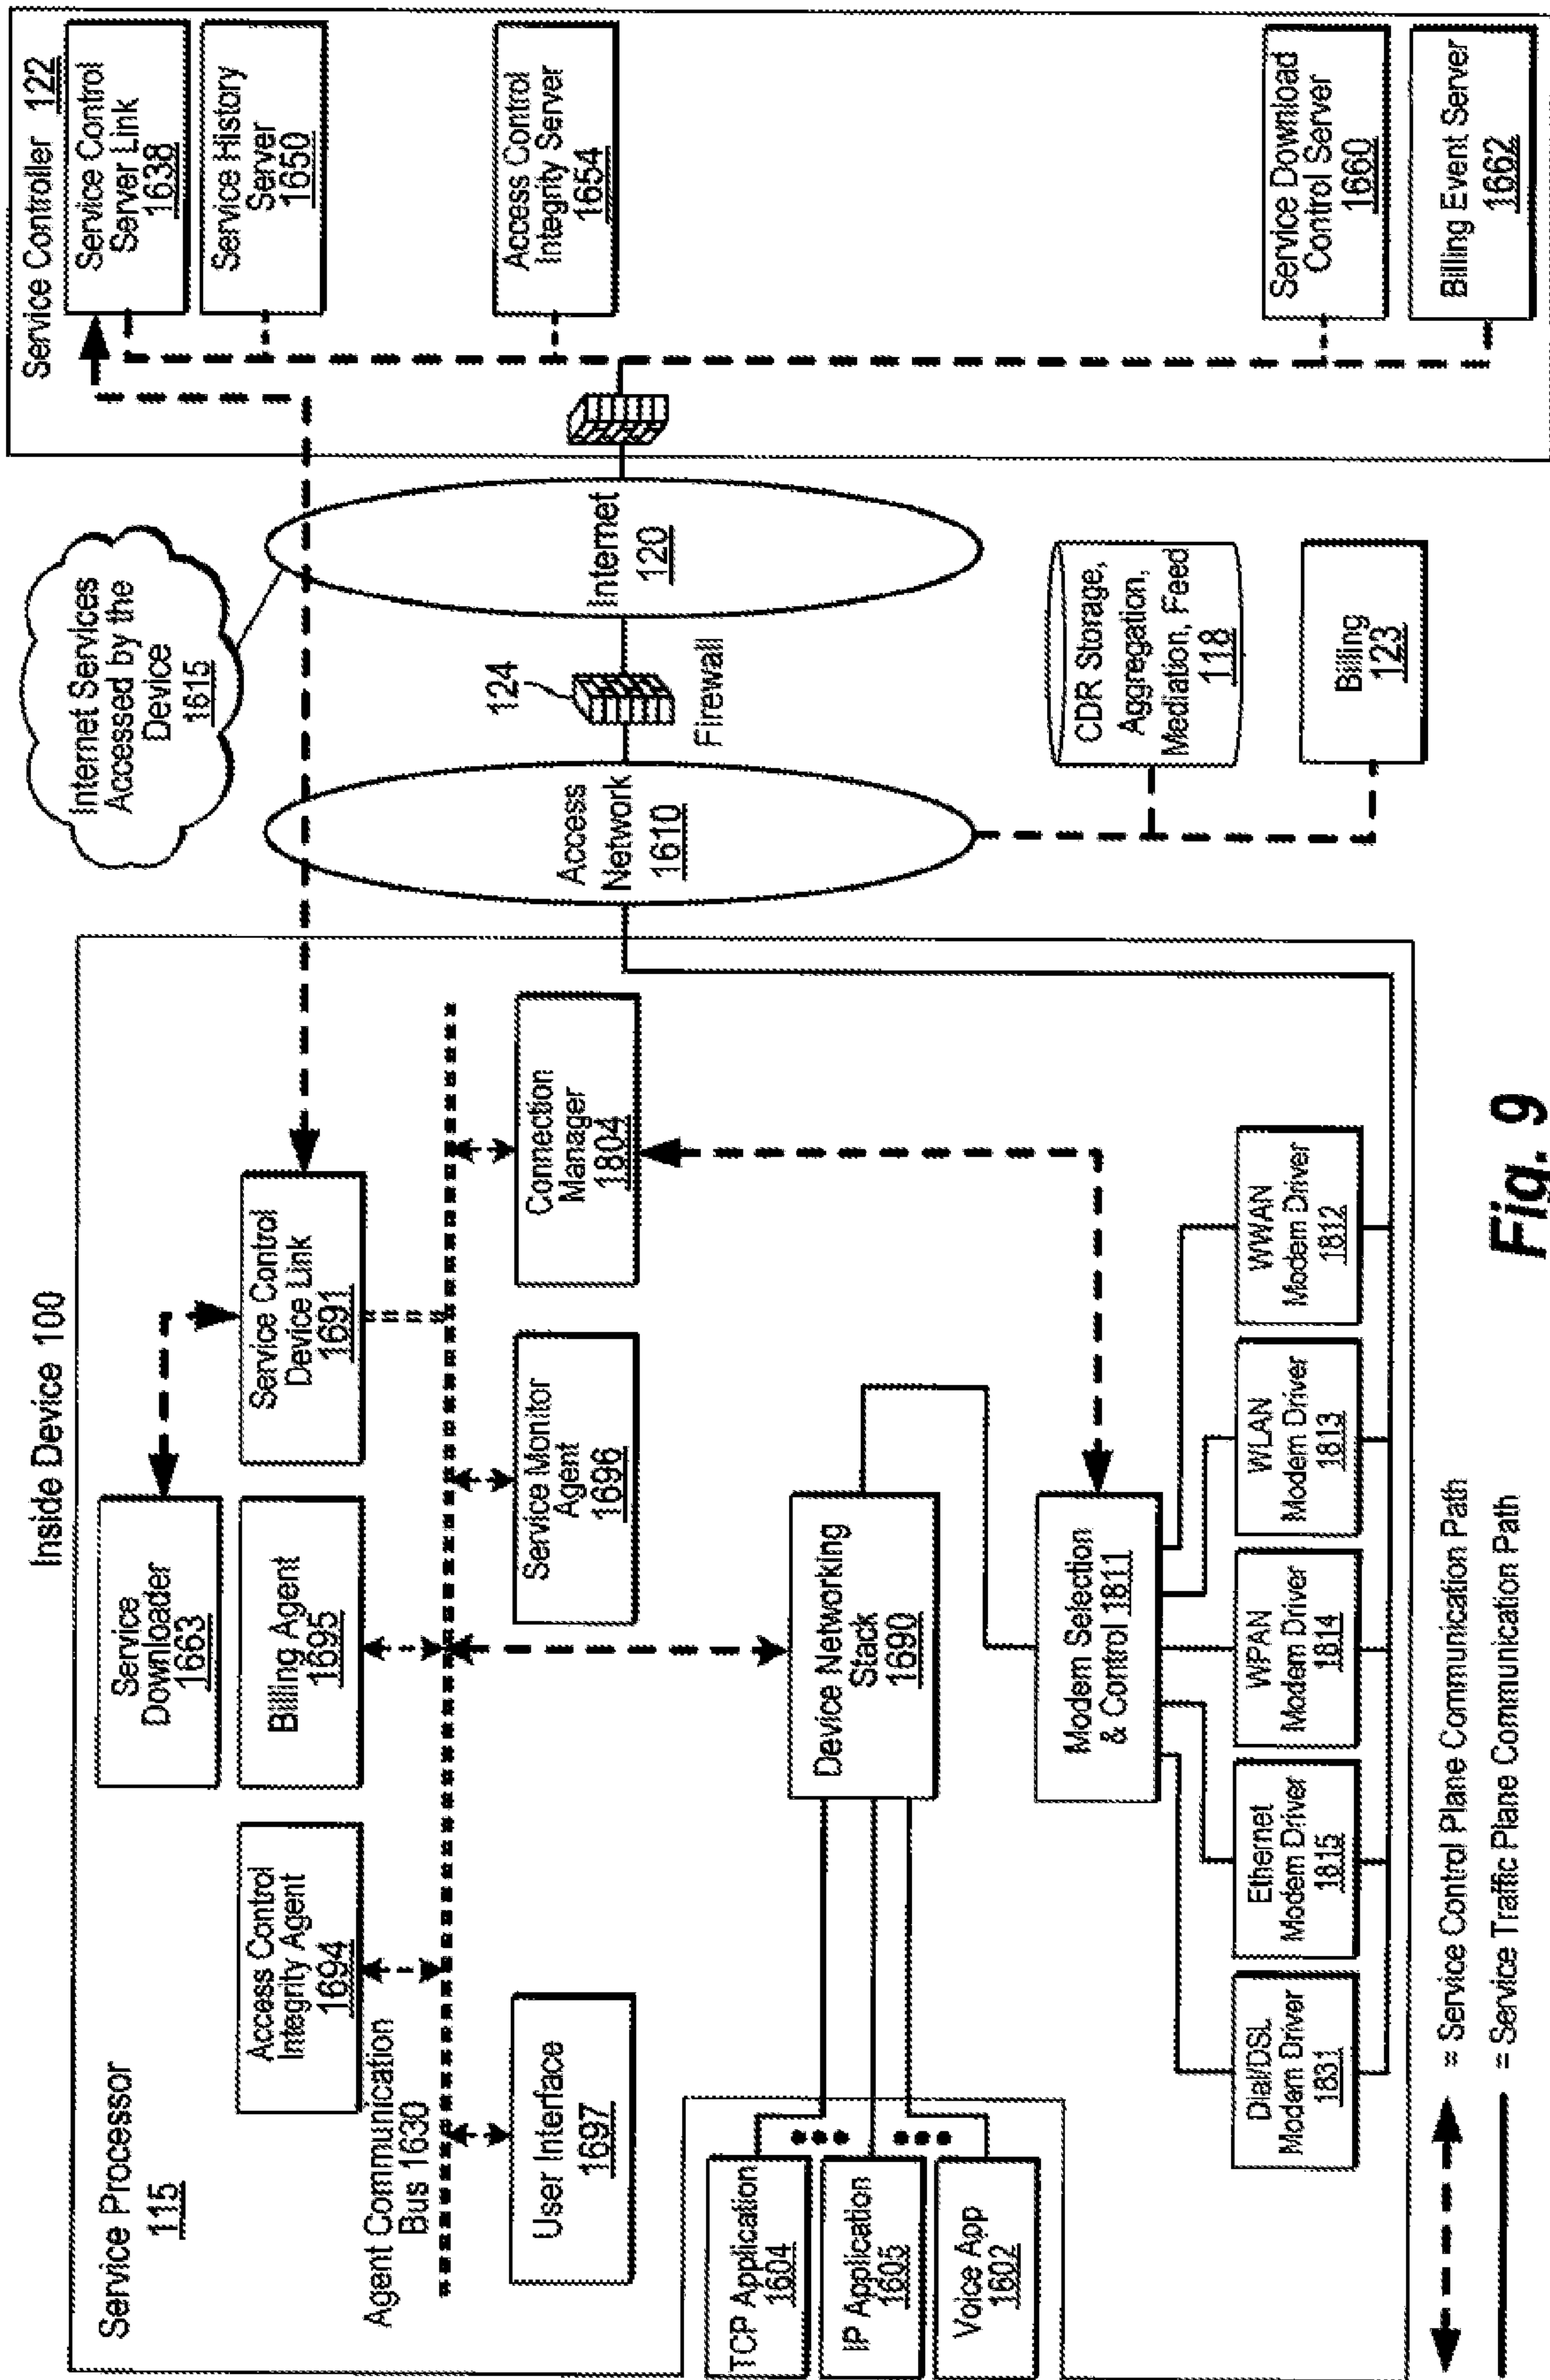 Inside Device 100
Service Processor
115
Access Control
Integrity Agent
1694
Service
Downloader
1663
Billing Agent
1695
Service Control
Device Link
1691
Agent Communication
Bus 1630
User Interface
1697
Service Monitor
Agent
1696
Connection
Manager
1804
TCP Application
1604
IP Application
1605
Voice App
1602
Device Networking
Stack
1690
Modem Selection
& Control 1811
Dial/DSL
Modem Driver
1831
Ethernet
Modem Driver
1815
WPAN
Modem Driver
1814
WLAN
Modem Driver
1813
WWAN
Modem Driver
1812
Internet Services
Accessed by the
Device
1615
Access
Network
1610
124
Firewall
Internet
120
CDR Storage,
Aggregation,
Mediation, Feed
118
Billing
123
Service Controller 122
Service Control
Server Link
1638
Service History
Server
1650
Access Control
Integrity Server
1654
Service Download
Control Server
1660
Billing Event Server
1662
= Service Control Plane Communication Path
= Service Traffic Plane Communication Path
Fig. 9